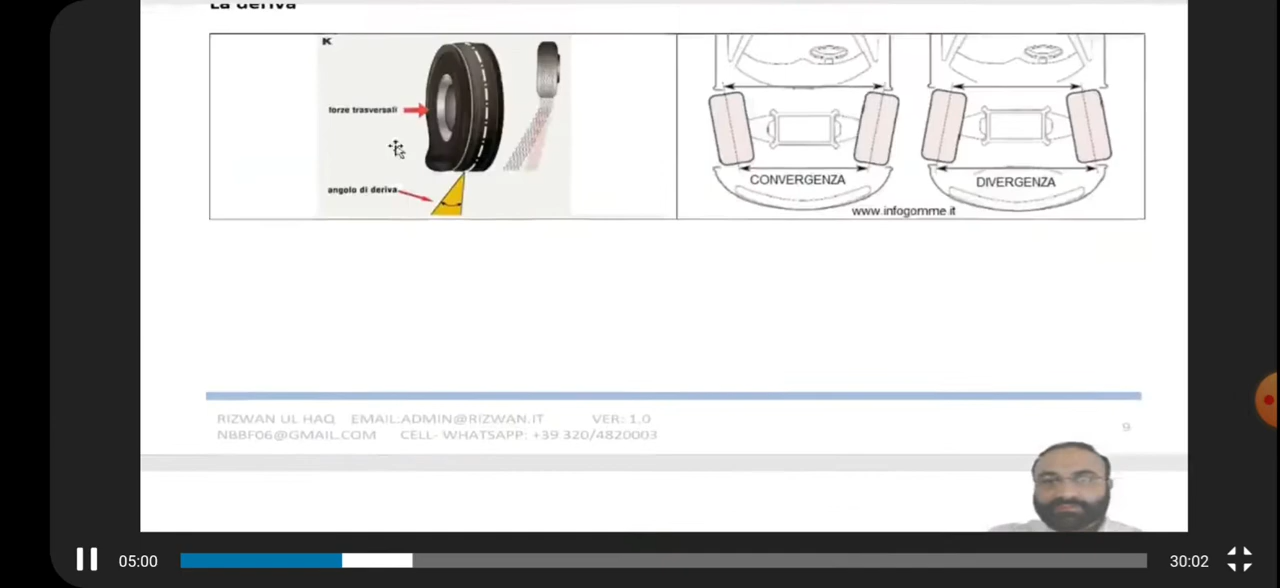 La deriva
K
forze trasversali
angolo di deriva
CONVERGENZA
DIVERGENZA
www.infogomme.it
RIZWAN UL HAQ EMAIL:ADMIN@RIZWAN.IT VER: 1.0
NBBF06@GMAIL.COM CELL- WHATSAPP: +39 320/4820003
9
05:00
30:02